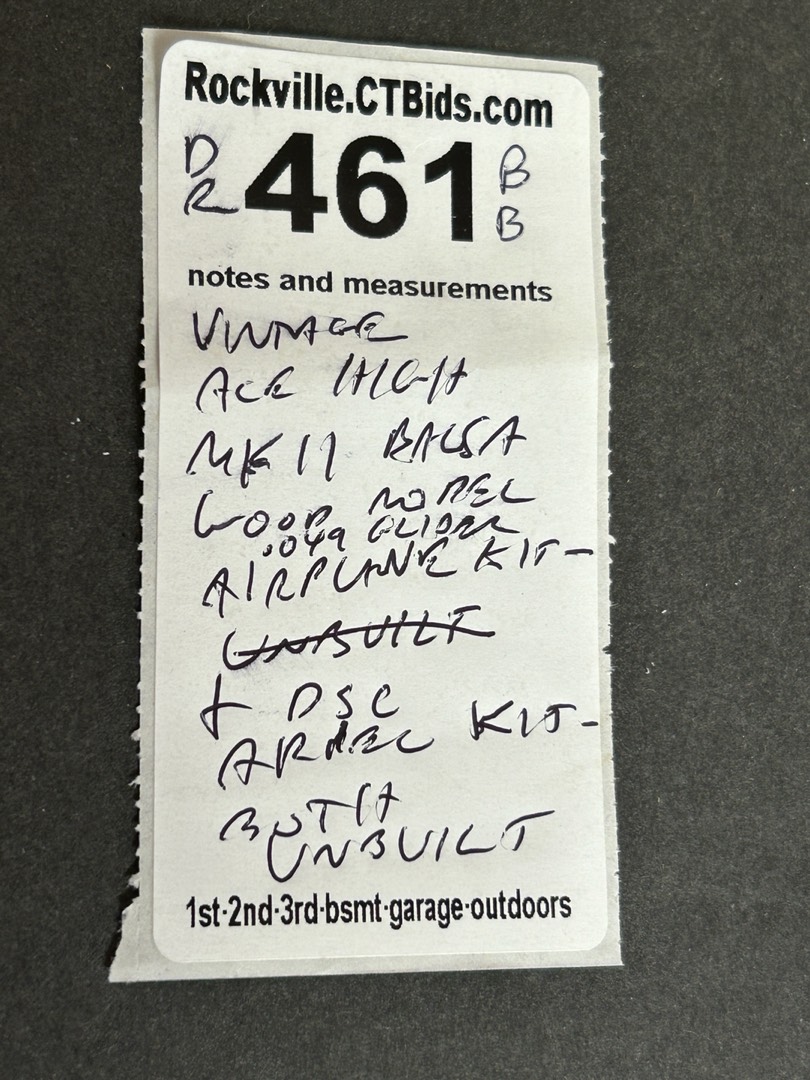 Rockville.CTBids.com
DR 461 BB
notes and measurements
VINTAGE
ACE HIGH
MK II BALSA
WOOD MODEL
.049 GLIDER
AIRPLANE KIT-
UNBUILT
+ DSC
KIT-
BOTH
UNBUILT
1st·2nd·3rd·bsmt·garage·outdoors